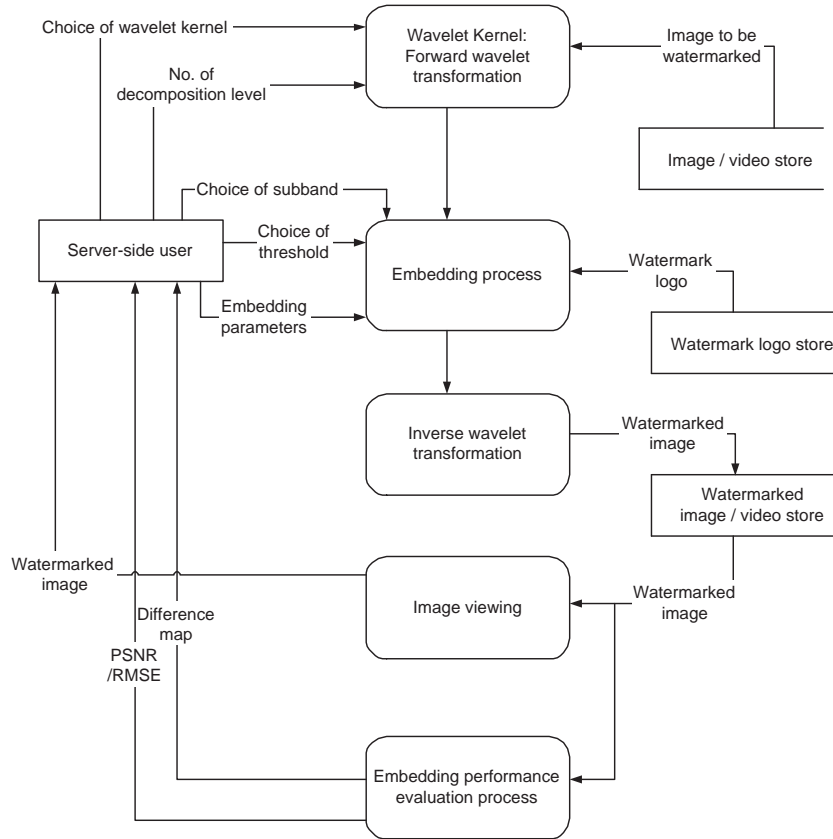 Choice of wavelet kernel
Wavelet Kernel:
Forward wavelet
transformation
Image to be
watermarked
No. of
decomposition level
Image / video store
Choice of subband
Server-side user
Choice of
threshold
Embedding process
Watermark
logo
Embedding
parameters
Watermark logo store
Inverse wavelet
transformation
Watermarked
image
Watermarked
image / video store
Watermarked
image
Image viewing
Watermarked
image
Difference
map
PSNR
/RMSE
Embedding performance
evaluation process